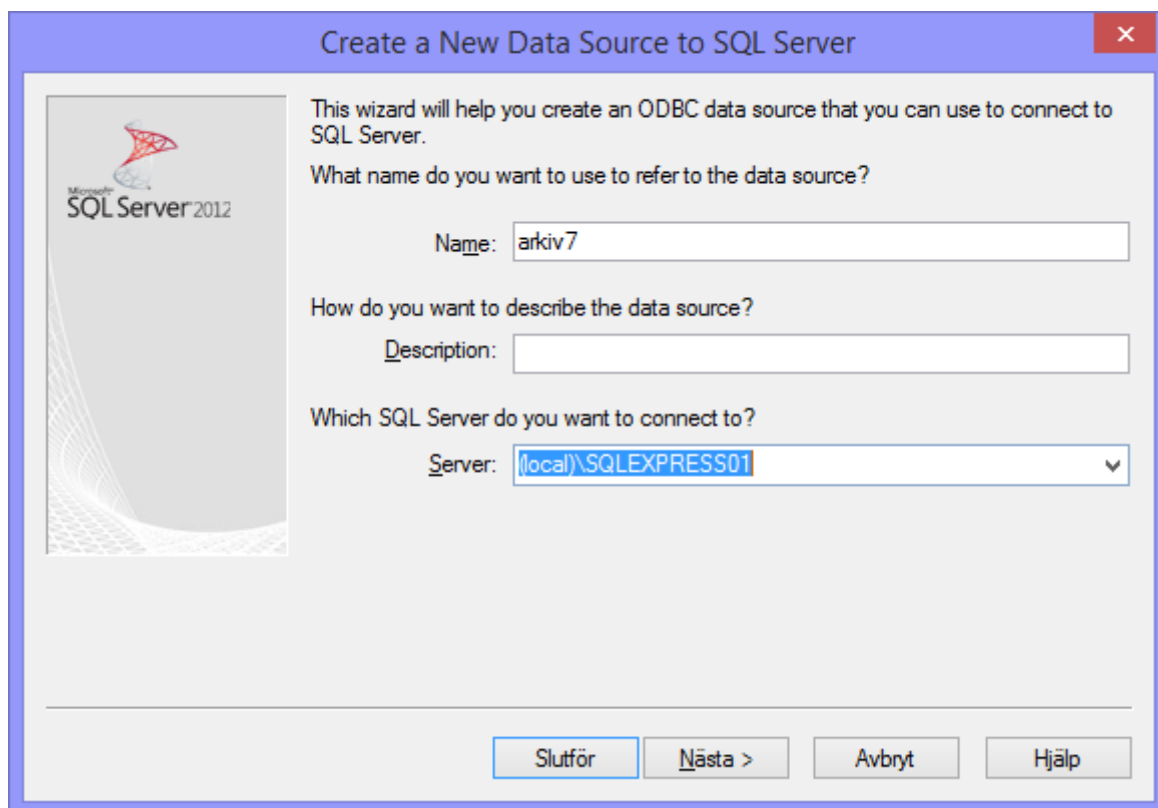 Create a New Data Source to SQL Server
Microsoft
SQL Server 2012
This wizard will help you create an ODBC data source that you can use to connect to
SQL Server.
What name do you want to use to refer to the data source?
Name: arkiv7
How do you want to describe the data source?
Description:
Which SQL Server do you want to connect to?
Server: (local)\SQLEXPRESS01
Slutför Nästa > Avbryt Hjälp